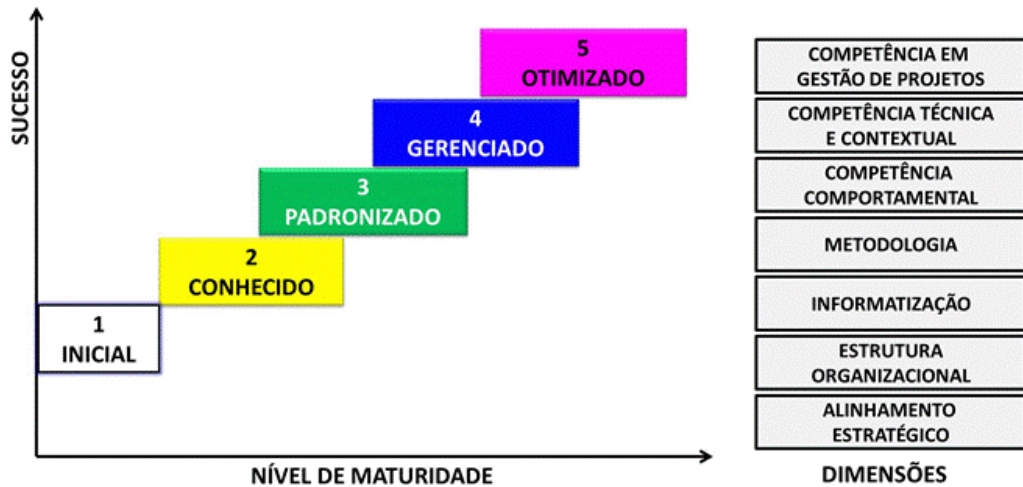 SUCESSO
5
OTIMIZADO
4
GERENCIADO
3
PADRONIZADO
2
CONHECIDO
1
INICIAL
NÍVEL DE MATURIDADE
COMPETÊNCIA EM
GESTÃO DE PROJETOS
COMPETÊNCIA TÉCNICA
E CONTEXTUAL
COMPETÊNCIA
COMPORTAMENTAL
METODOLOGIA
INFORMATIZAÇÃO
ESTRUTURA
ORGANIZACIONAL
ALINHAMENTO
ESTRATÉGICO
DIMENSÕES